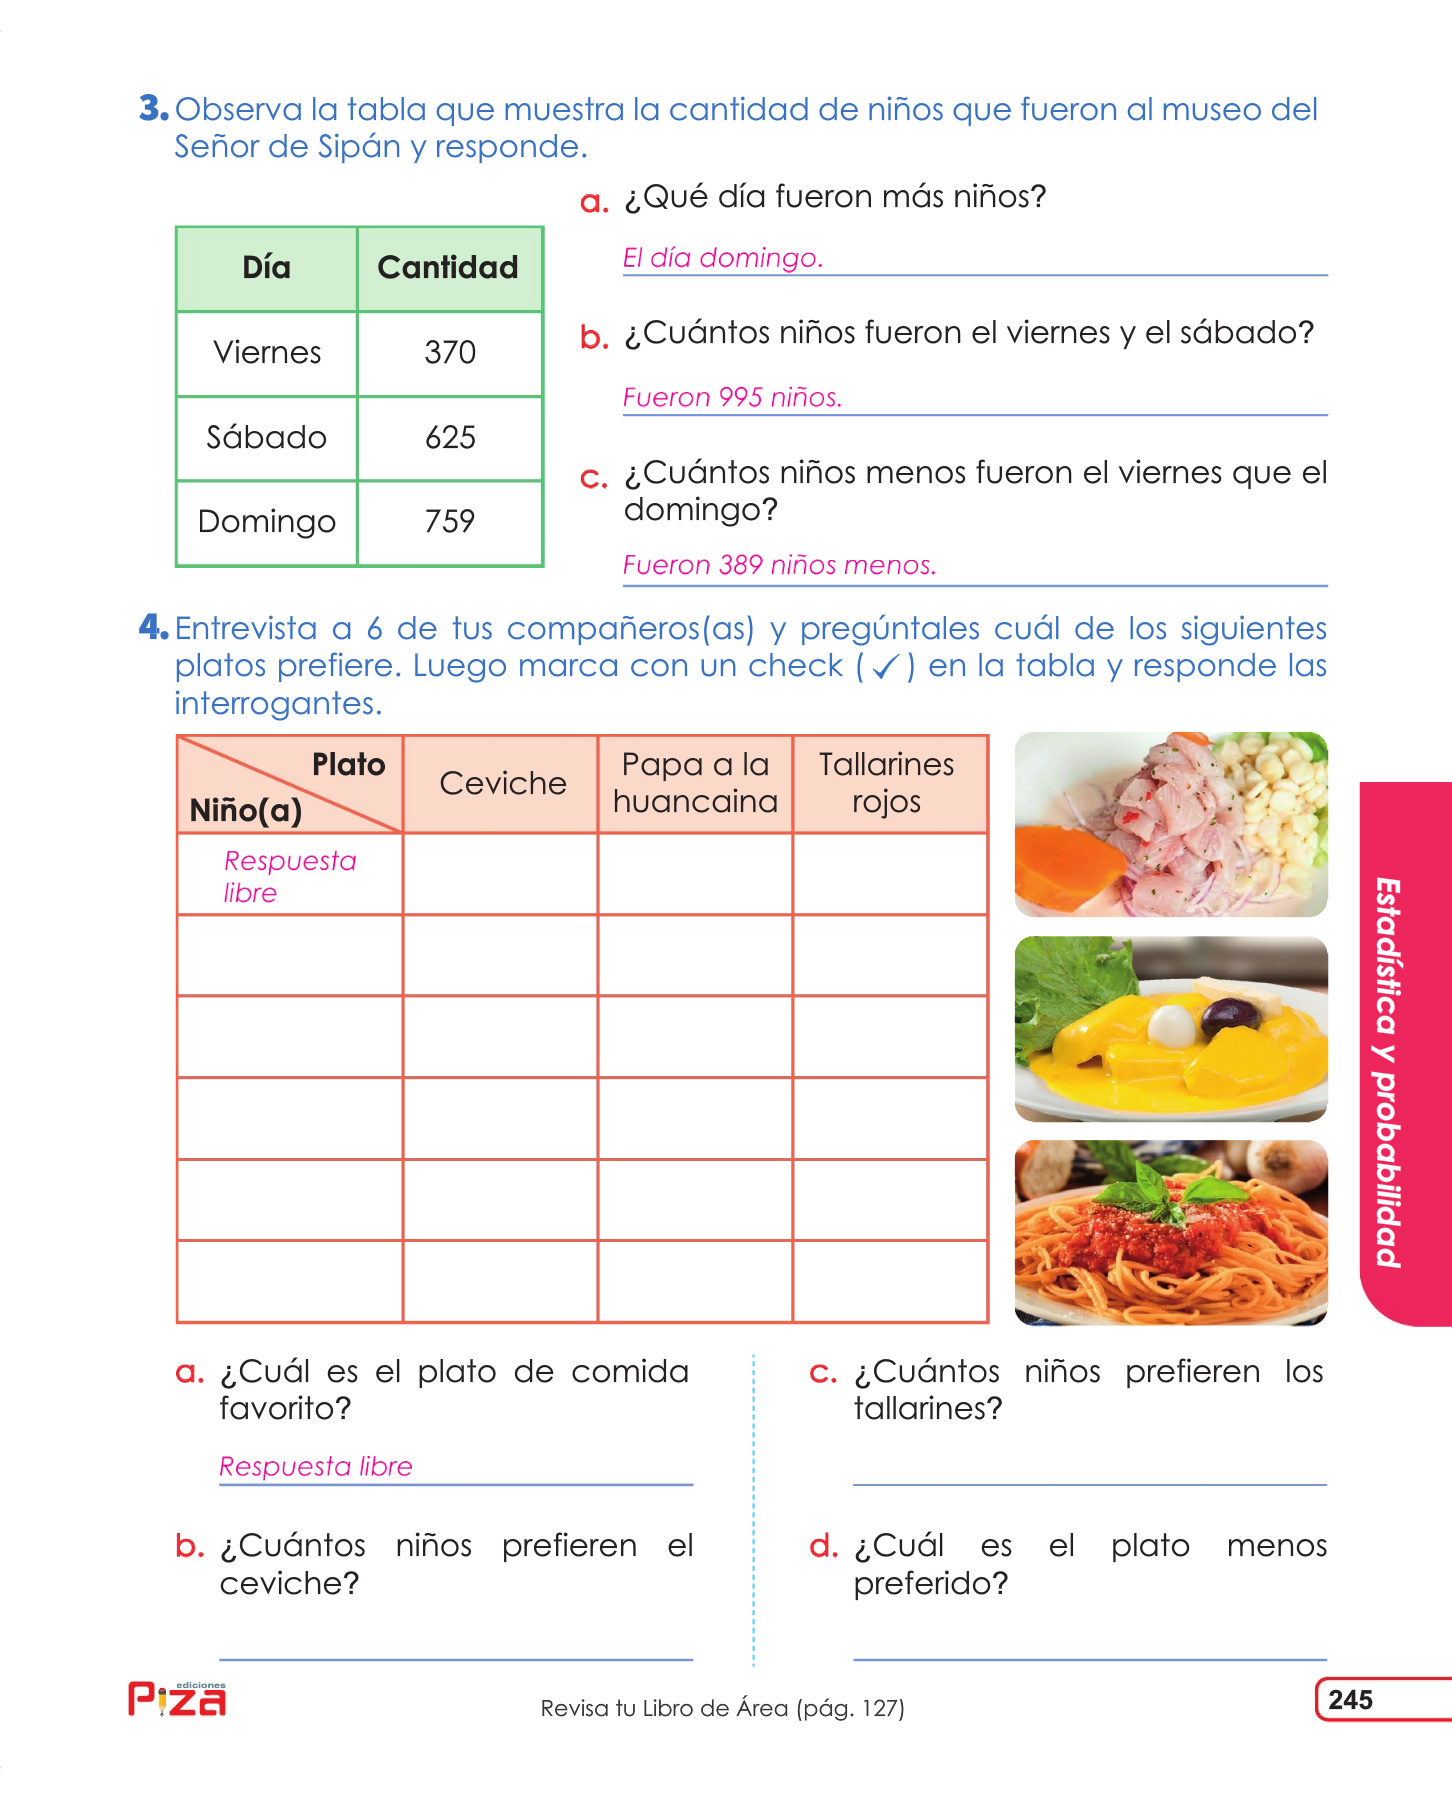 3. Observa la tabla que muestra la cantidad de niños que fueron al museo del
Señor de Sipán y responde.
Día Cantidad
Viernes 370
Sábado 625
Domingo 759
a. ¿Qué día fueron más niños?
El día domingo.
b. ¿Cuántos niños fueron el viernes y el sábado?
Fueron 995 niños.
c. ¿Cuántos niños menos fueron el viernes que el
domingo?
Fueron 389 niños menos.
4. Entrevista a 6 de tus compañeros(as) y pregúntales cuál de los siguientes
platos prefiere. Luego marca con un check (✓) en la tabla y responde las
interrogantes.
Plato
Niño(a)
Ceviche
Papa a la
huancaina
Tallarines
rojos
Respuesta
libre
a. ¿Cuál es el plato de comida
favorito?
Respuesta libre
b. ¿Cuántos niños prefieren el
ceviche?
c. ¿Cuántos niños prefieren los
tallarines?
d. ¿Cuál es el plato menos
preferido?
Estadística y probabilidad
ediciones
Piza
Revisa tu Libro de Área (pág. 127)
245